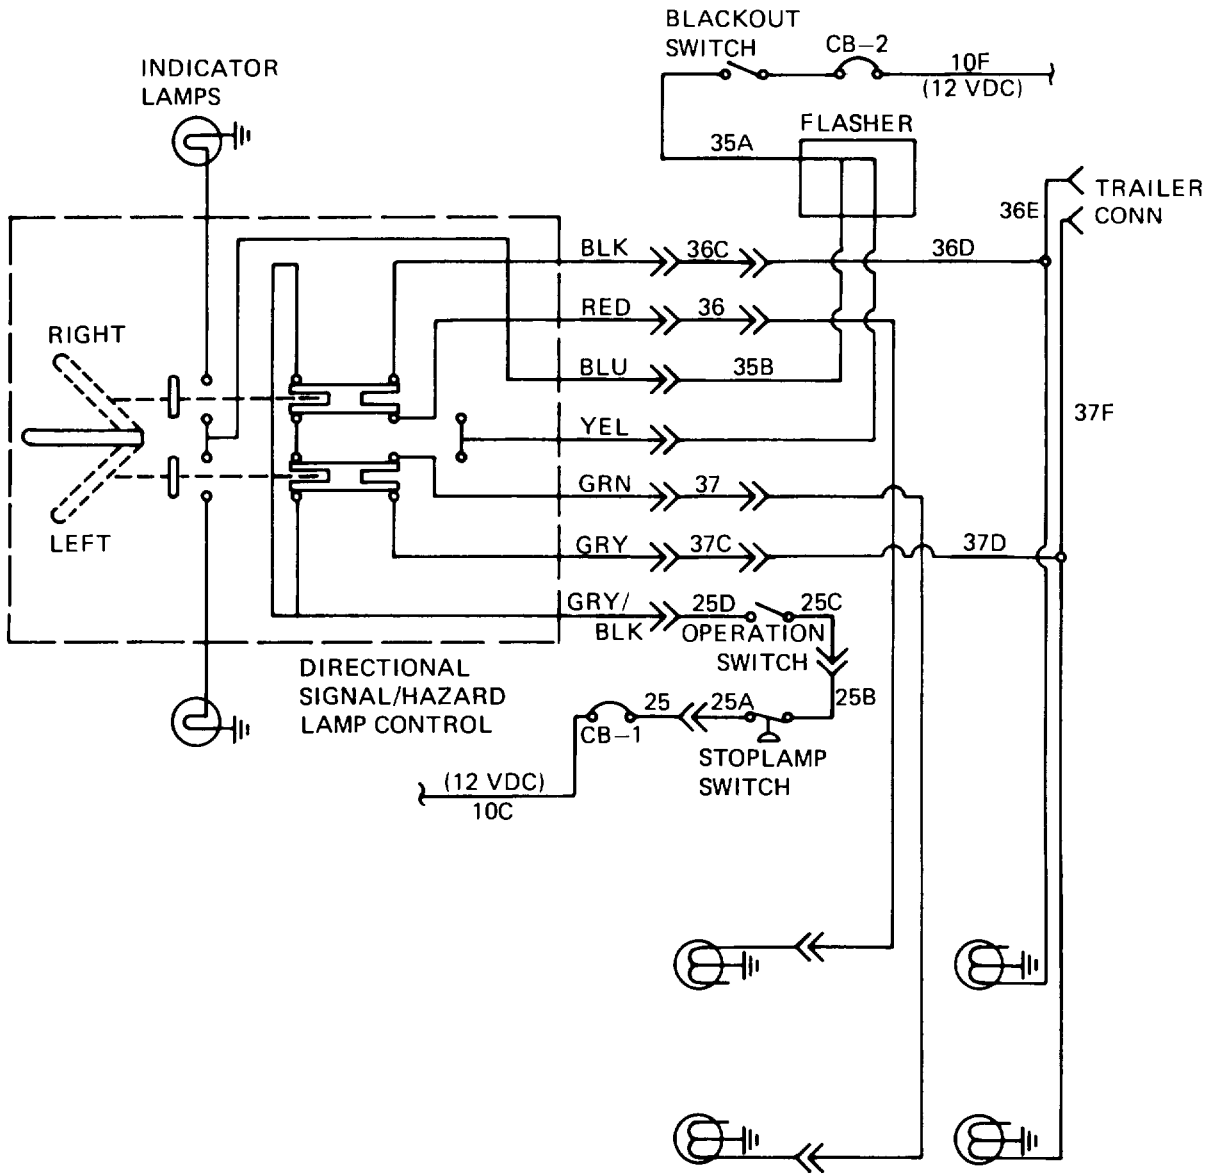 BLACKOUT
SWITCH
CB–2
10F
(12 VDC)
INDICATOR
LAMPS
FLASHER
35A
TRAILER
CONN
36E
BLK
36C
36D
RED
36
RIGHT
BLU
35B
37F
YEL
GRN
37
LEFT
GRY
37C
37D
GRY/
BLK
25D
25C
OPERATION
SWITCH
DIRECTIONAL
SIGNAL/HAZARD
LAMP CONTROL
25
25A
25B
CB–1
STOPLAMP
SWITCH
(12 VDC)
10C